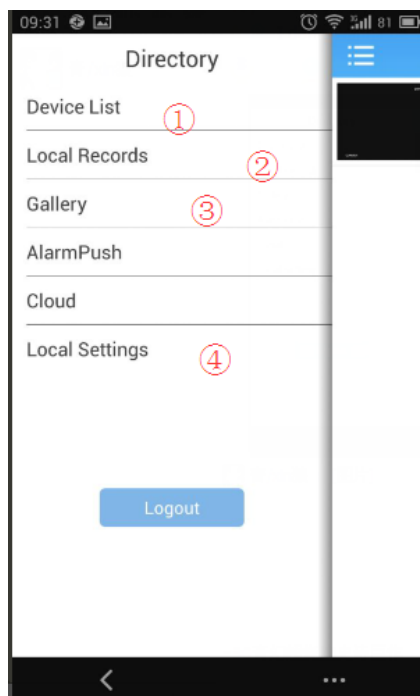 09:31 81
Directory
Device List ①
Local Records ②
Gallery ③
AlarmPush
Cloud
Local Settings ④
Logout